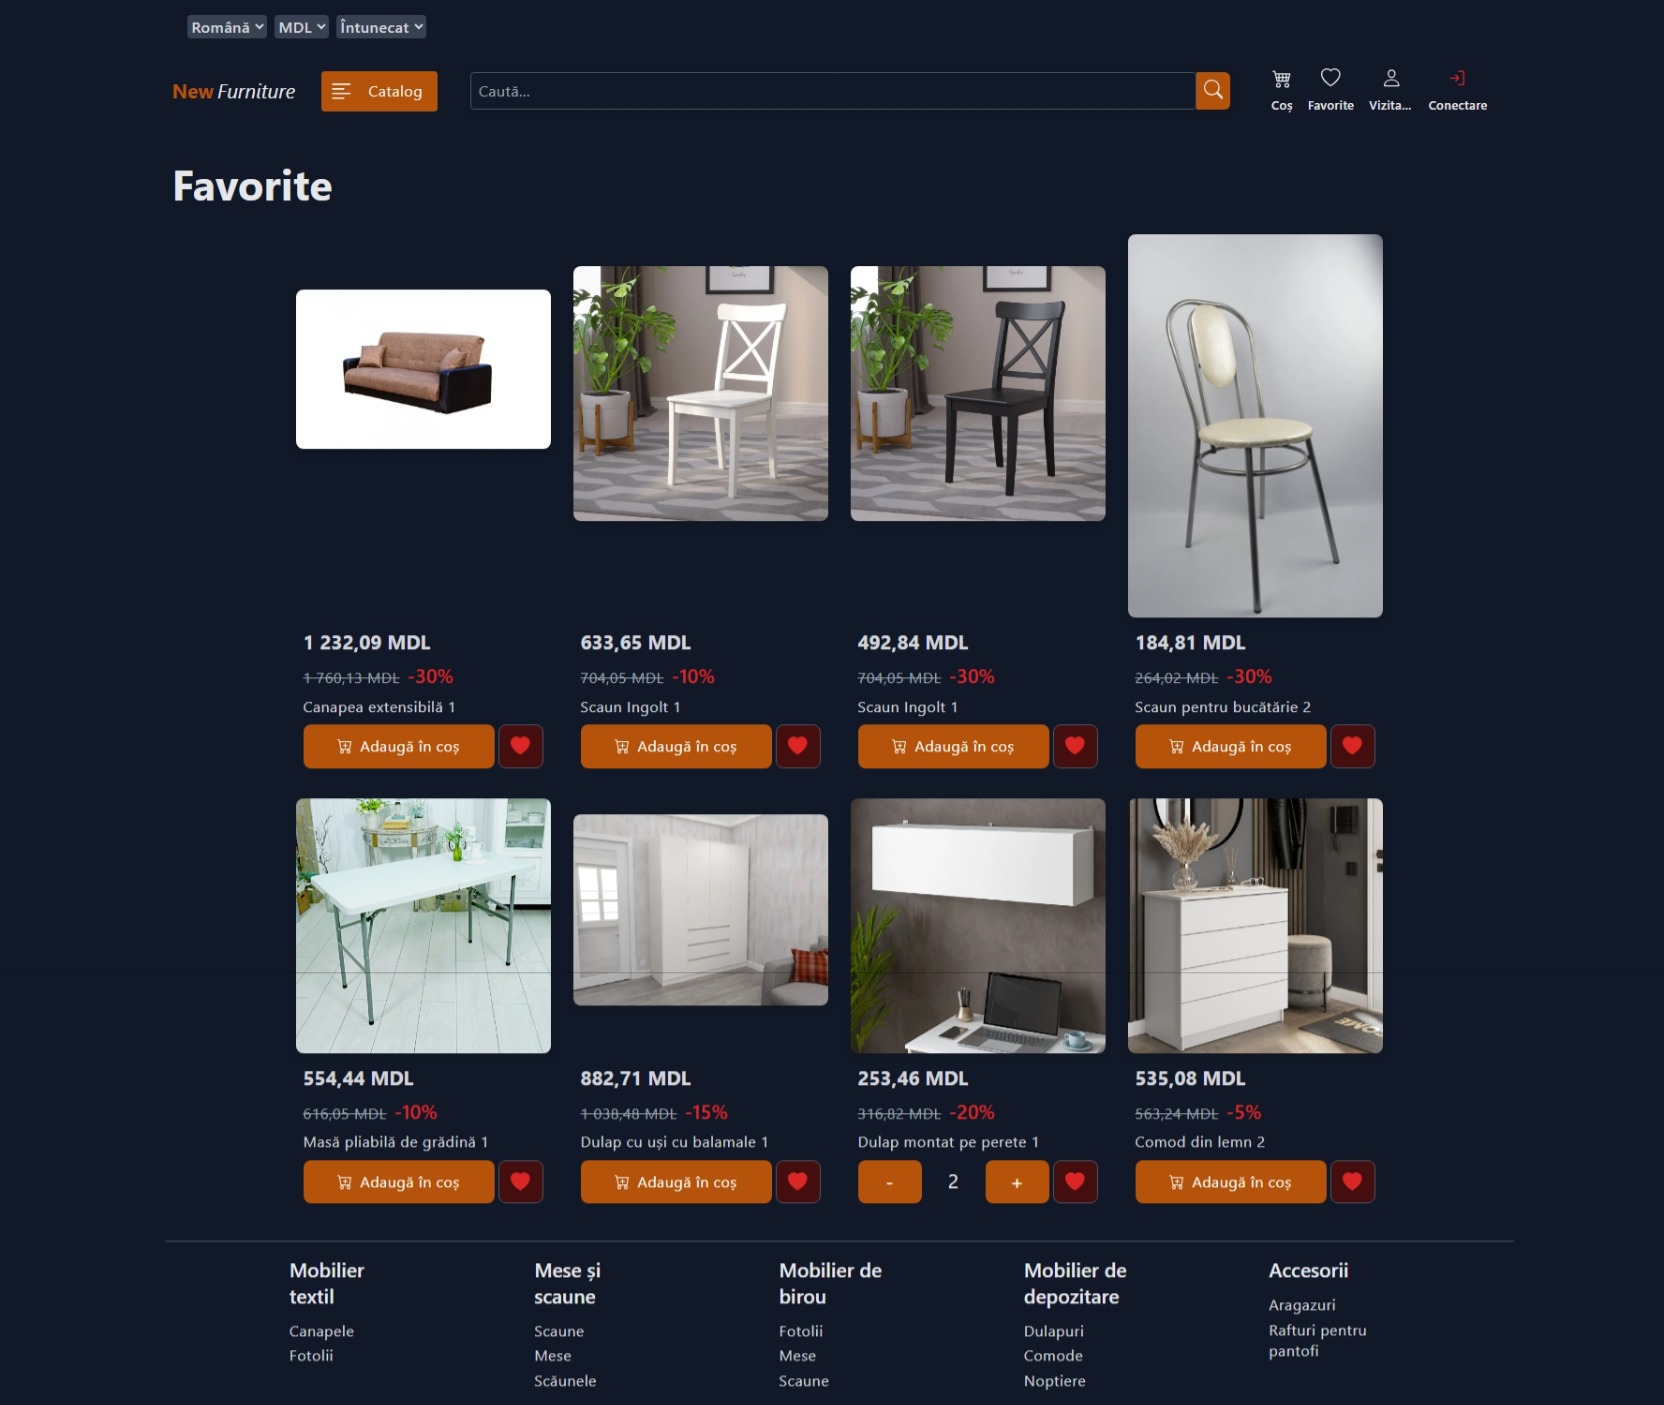 Română MDL Întunecat
New Furniture Catalog Caută... Coș Favorite Vizita... Conectare
Favorite
1 232,09 MDL 633,65 MDL 492,84 MDL 184,81 MDL
1 760,13 MDL -30% 704,05 MDL -10% 704,05 MDL -30% 264,02 MDL -30%
Canapea extensibilă 1 Scaun Ingolt 1 Scaun Ingolt 1 Scaun pentru bucătărie 2
Adaugă în coș Adaugă în coș Adaugă în coș Adaugă în coș
HOME
554,44 MDL 882,71 MDL 253,46 MDL 535,08 MDL
616,05 MDL -10% 1 038,48 MDL -15% 316,82 MDL -20% 563,24 MDL -5%
Masă pliabilă de grădină 1 Dulap cu uși cu balamale 1 Dulap montat pe perete 1 Comod din lemn 2
Adaugă în coș Adaugă în coș - 2 + Adaugă în coș
Mobilier textil
Canapele
Fotolii
Mese și scaune
Scaune
Mese
Scăunele
Mobilier de birou
Fotolii
Mese
Scaune
Mobilier de depozitare
Dulapuri
Comode
Noptiere
Accesorii
Aragazuri
Rafturi pentru
pantofi